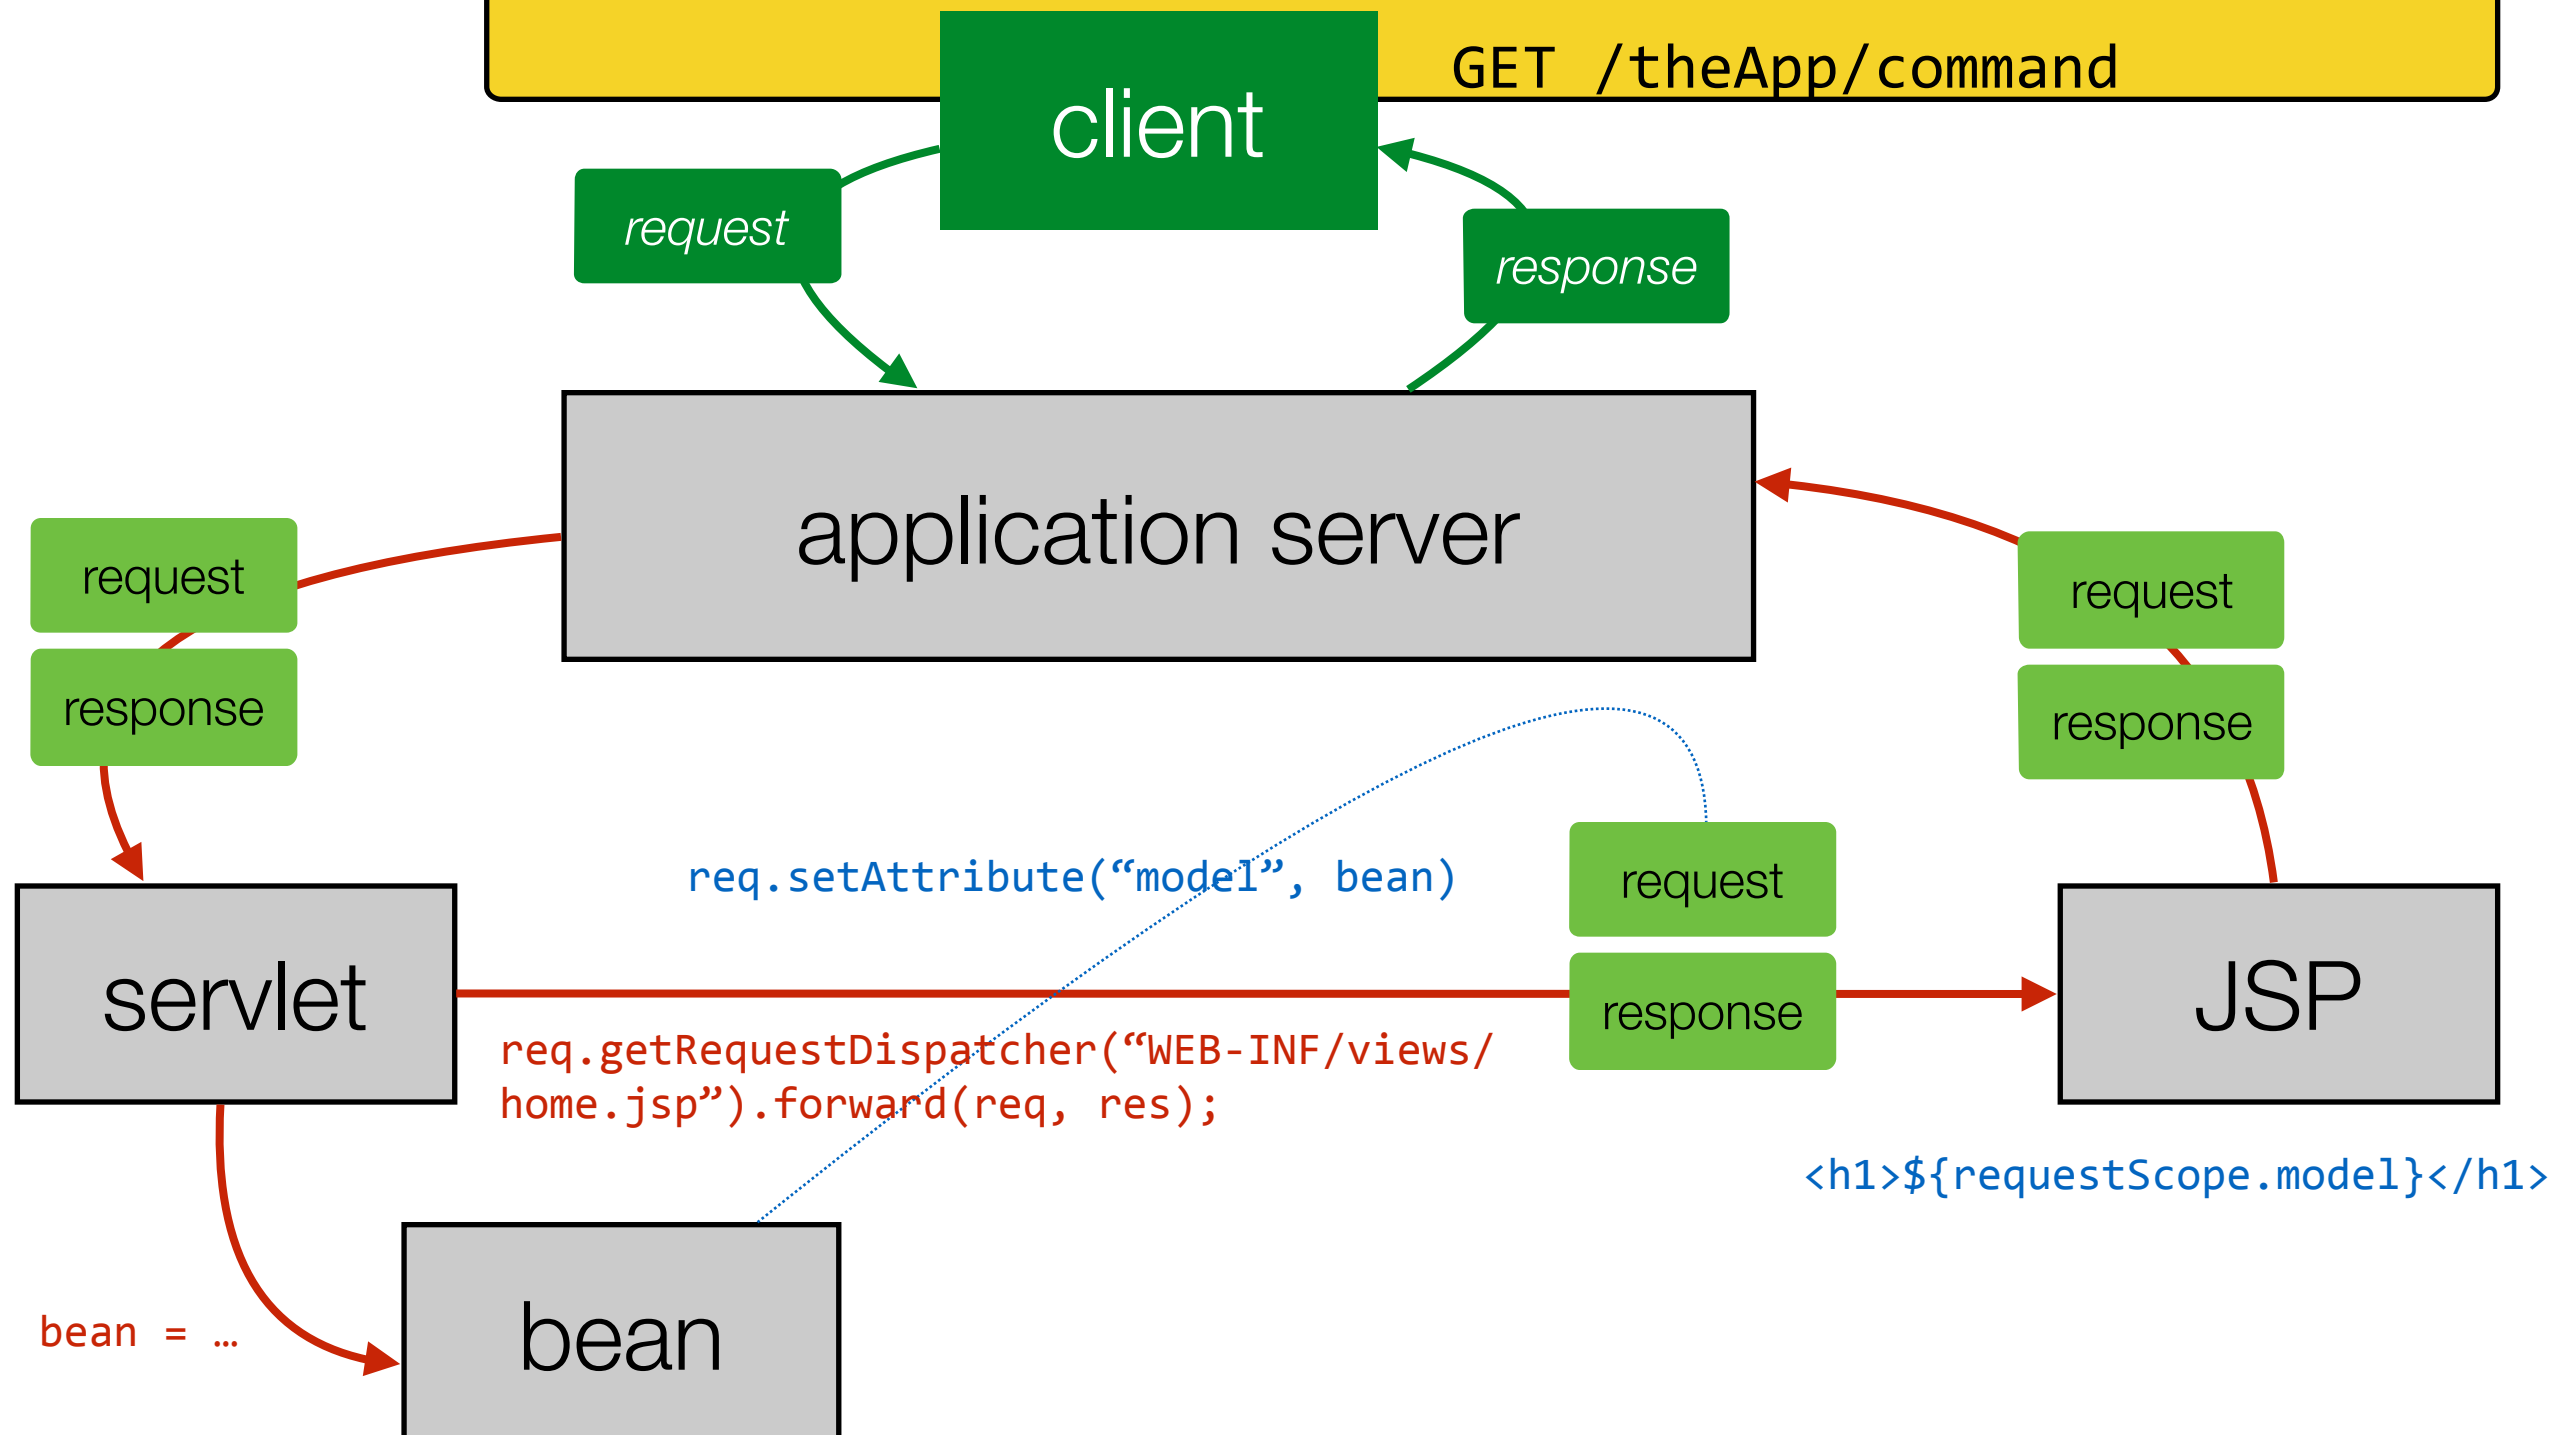 GET /theApp/command
client
request
response
application server
request
response
request
response
req.setAttribute(“model”, bean)
request
response
servlet
JSP
req.getRequestDispatcher(“WEB-INF/views/
home.jsp”).forward(req, res);
<h1>${requestScope.model}</h1>
bean = …
bean